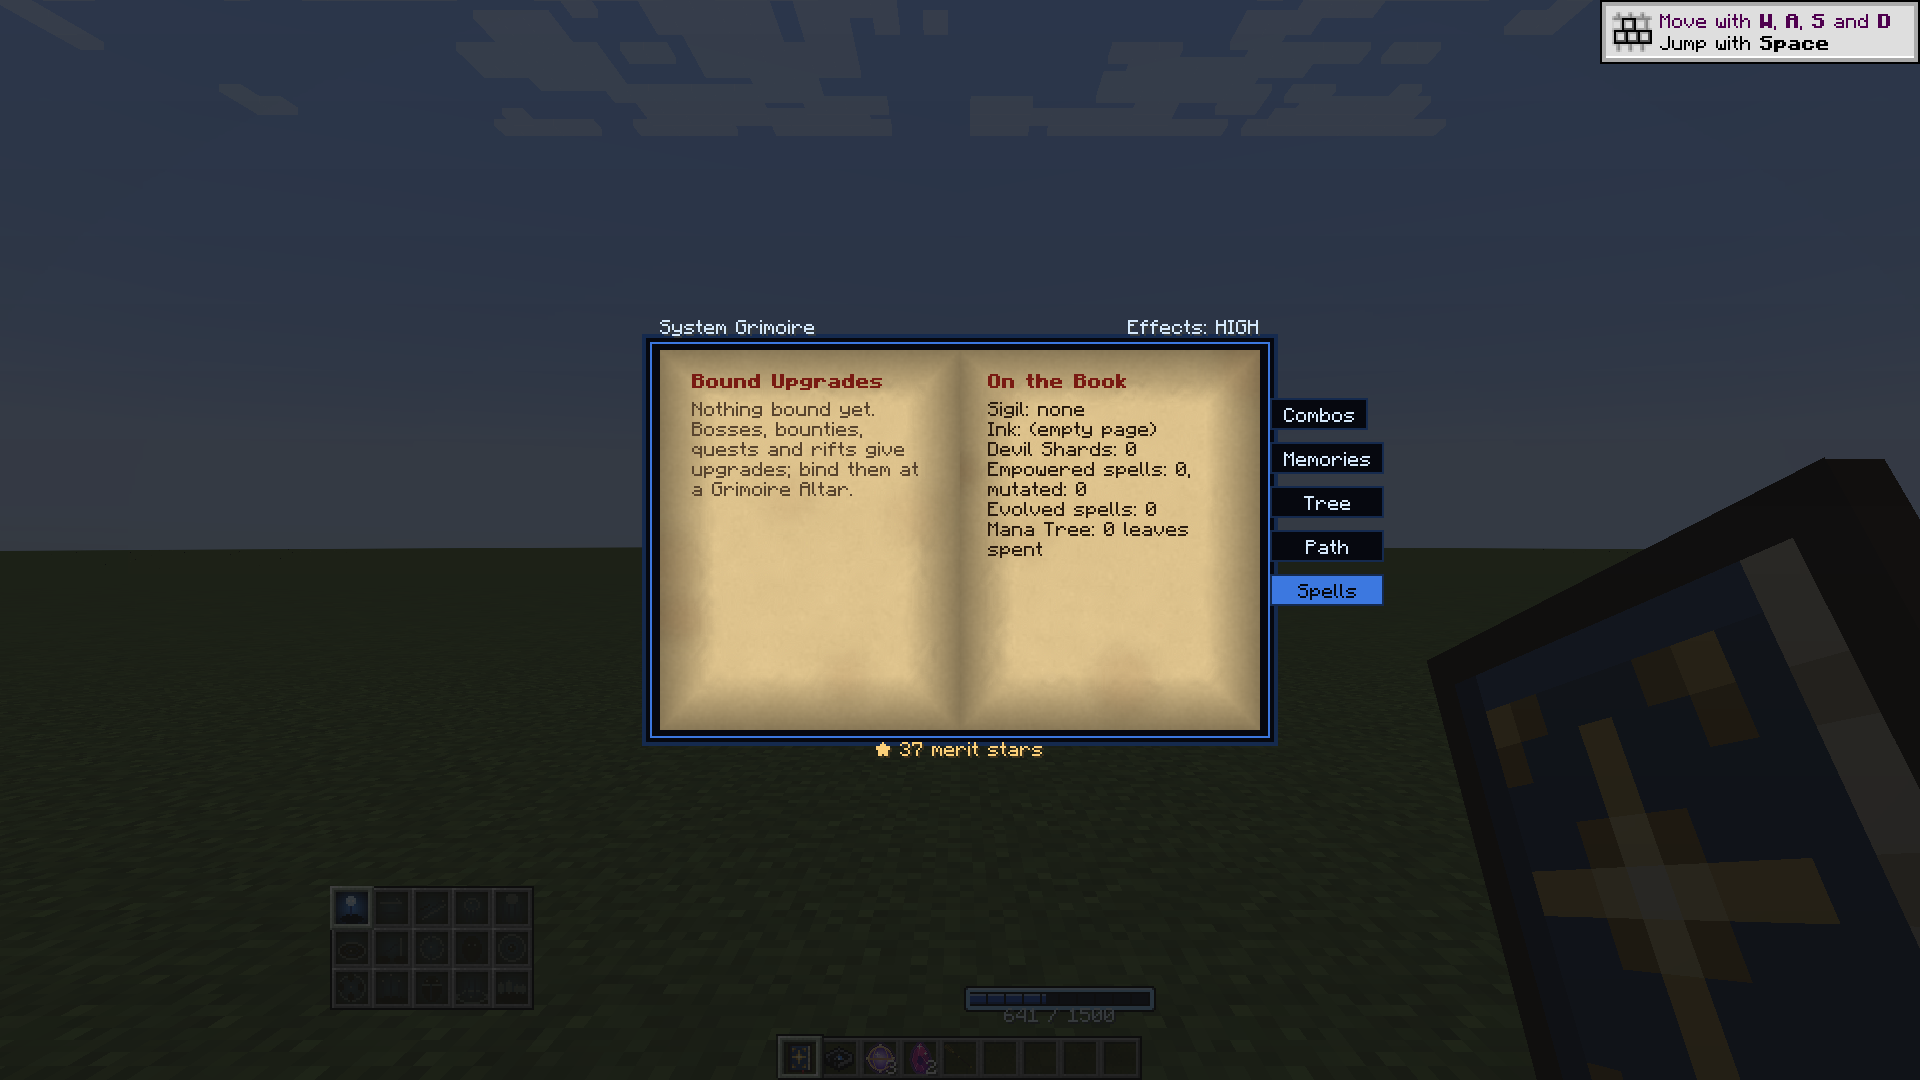 Move with W, A, S and D
Jump with Space
System Grimoire
Effects: HIGH
Bound Upgrades
Nothing bound yet.
Bosses, bounties,
quests and rifts give
upgrades; bind them at
a Grimoire Altar.
On the Book
Sigil: none
Ink: (empty page)
Devil Shards: 0
Empowered spells: 0,
mutated: 0
Evolved spells: 0
Mana Tree: 0 leaves
spent
Combos
Memories
Tree
Path
Spells
37 merit stars
641 / 1500
3
2